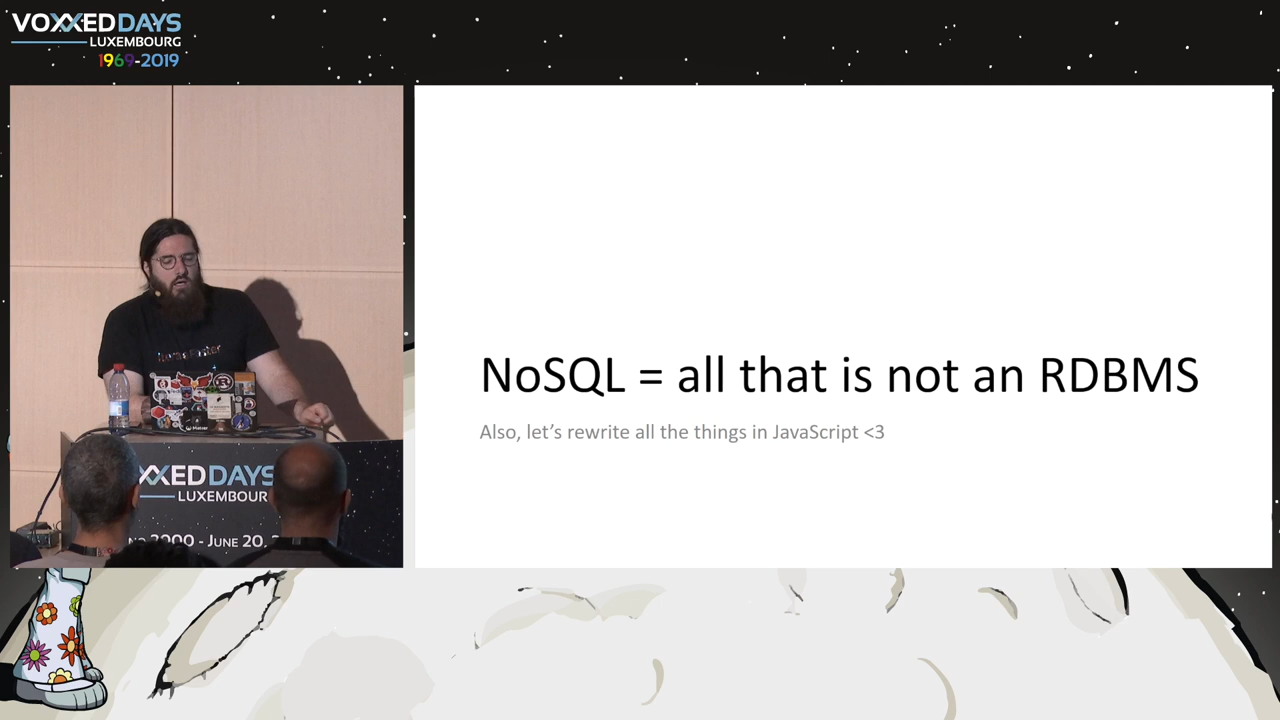 VOXXED DAYS
LUXEMBOURG
1969-2019
NoSQL = all that is not an RDBMS
Also, let's rewrite all the things in JavaScript <3
XXED DAYS
LUXEMBOUR
2000 - JUNE 20,